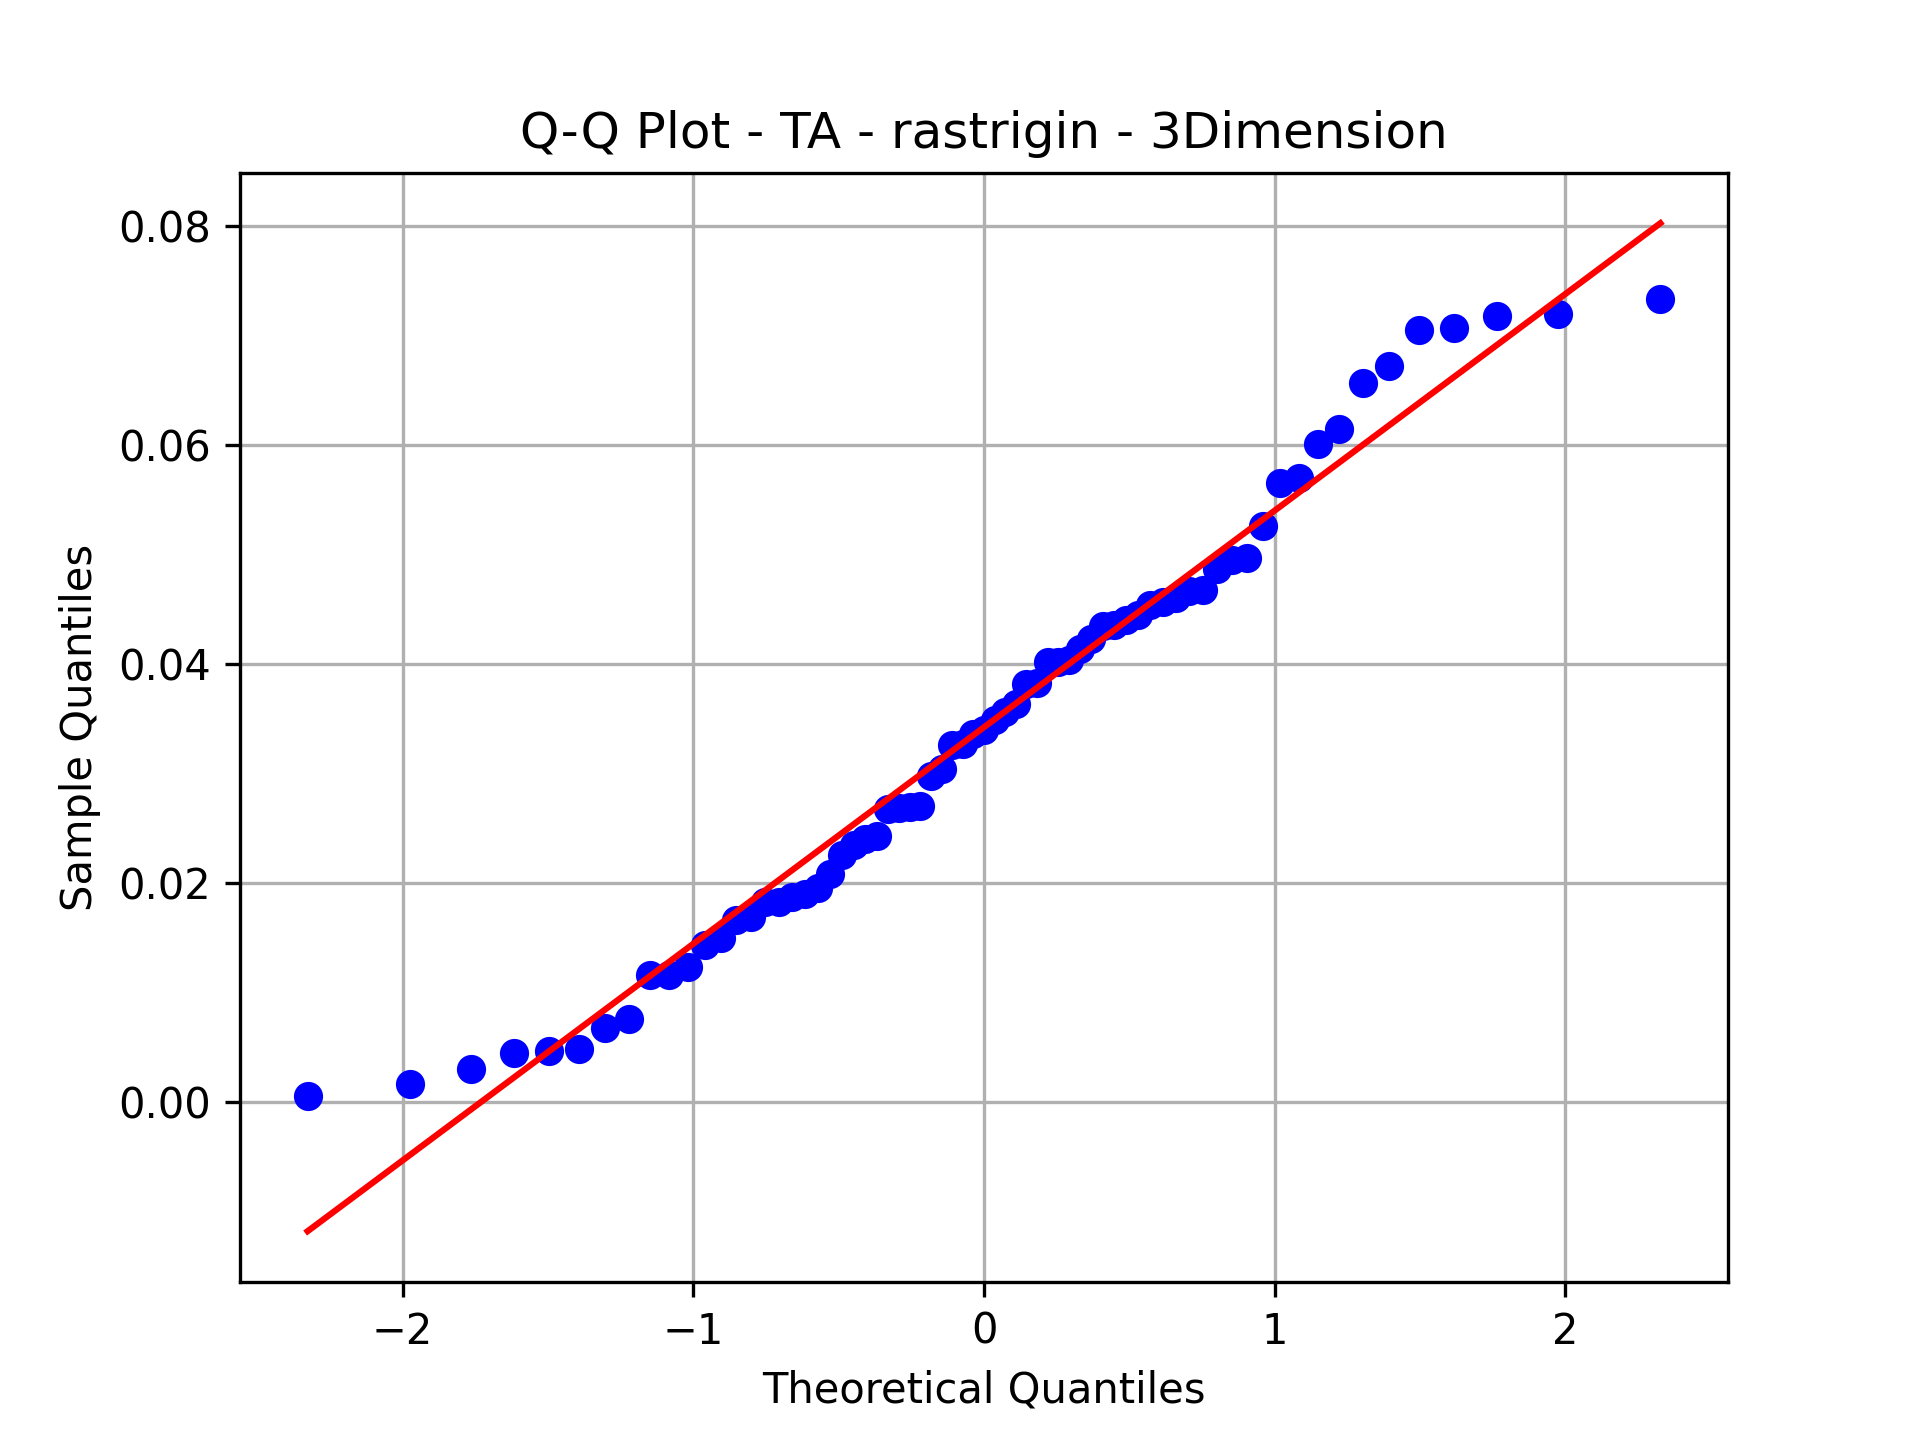 Q-Q Plot - TA - rastrigin - 3Dimension
0.08
0.06
0.04
0.02
0.00
Sample Quantiles
−2 −1 0 1 2
Theoretical Quantiles